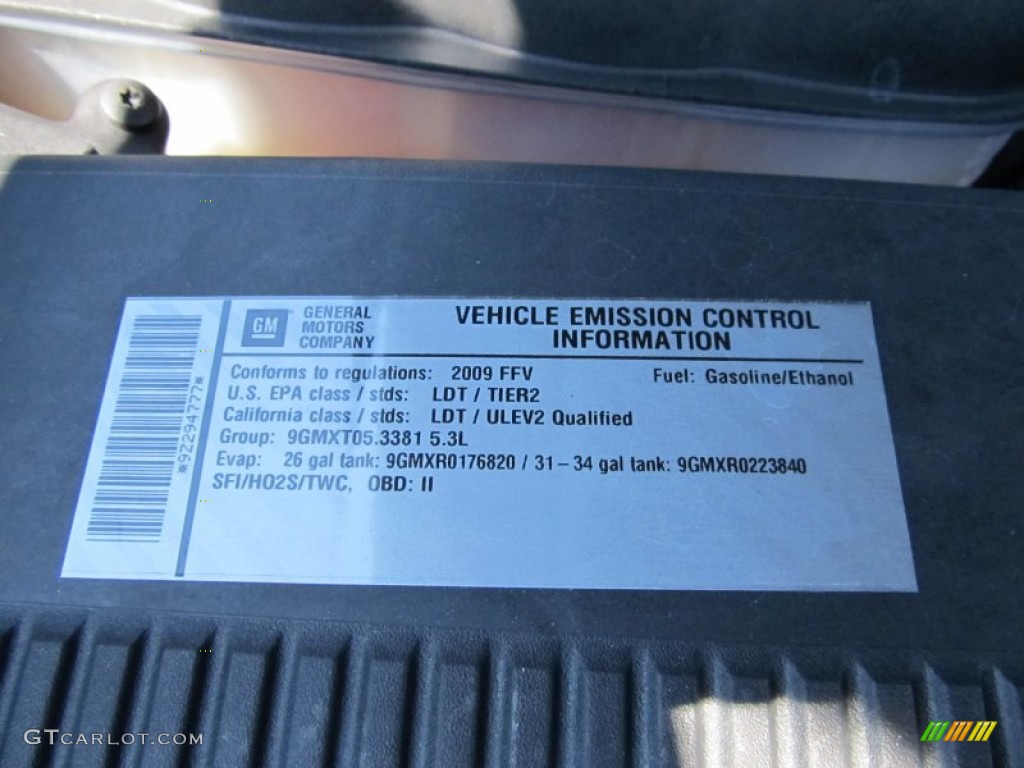 GM
GENERAL
MOTORS
COMPANY
VEHICLE EMISSION CONTROL
INFORMATION
Conforms to regulations: 2009 FFV
Fuel: Gasoline/Ethanol
U.S. EPA class / stds: LDT / TIER2
California class / stds: LDT / ULEV2 Qualified
Group: 9GMXT05.3381 5.3L
Evap: 26 gal tank: 9GMXR0176820 / 31-34 gal tank: 9GMXR0223840
SFI/HO2S/TWC, OBD: II
*9Z294777*
GTCARLOT.COM